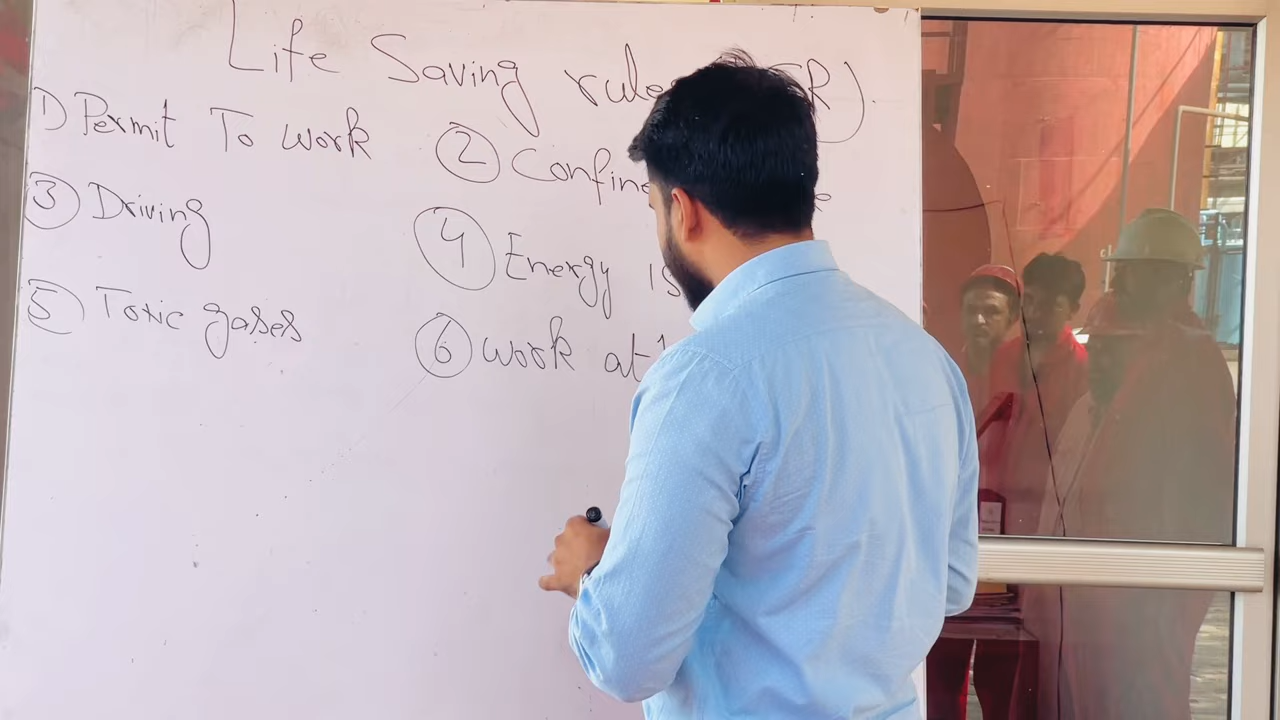 Life Saving rule R).
1) Permit To work ② Confine
③ Driving ④ Energy Is
⑤ Toxic gases ⑥ work at